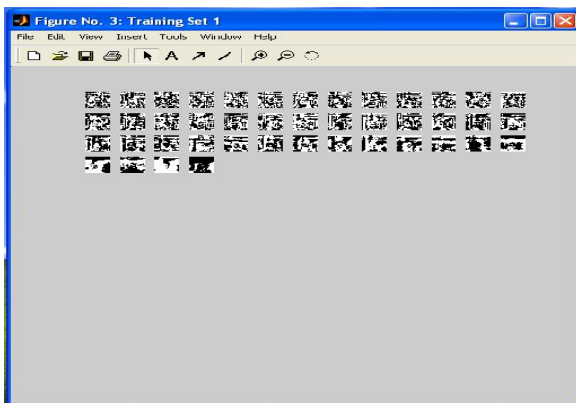 Figure No. 3: Training Set 1
File Edit View Insert Tools Window Help
A